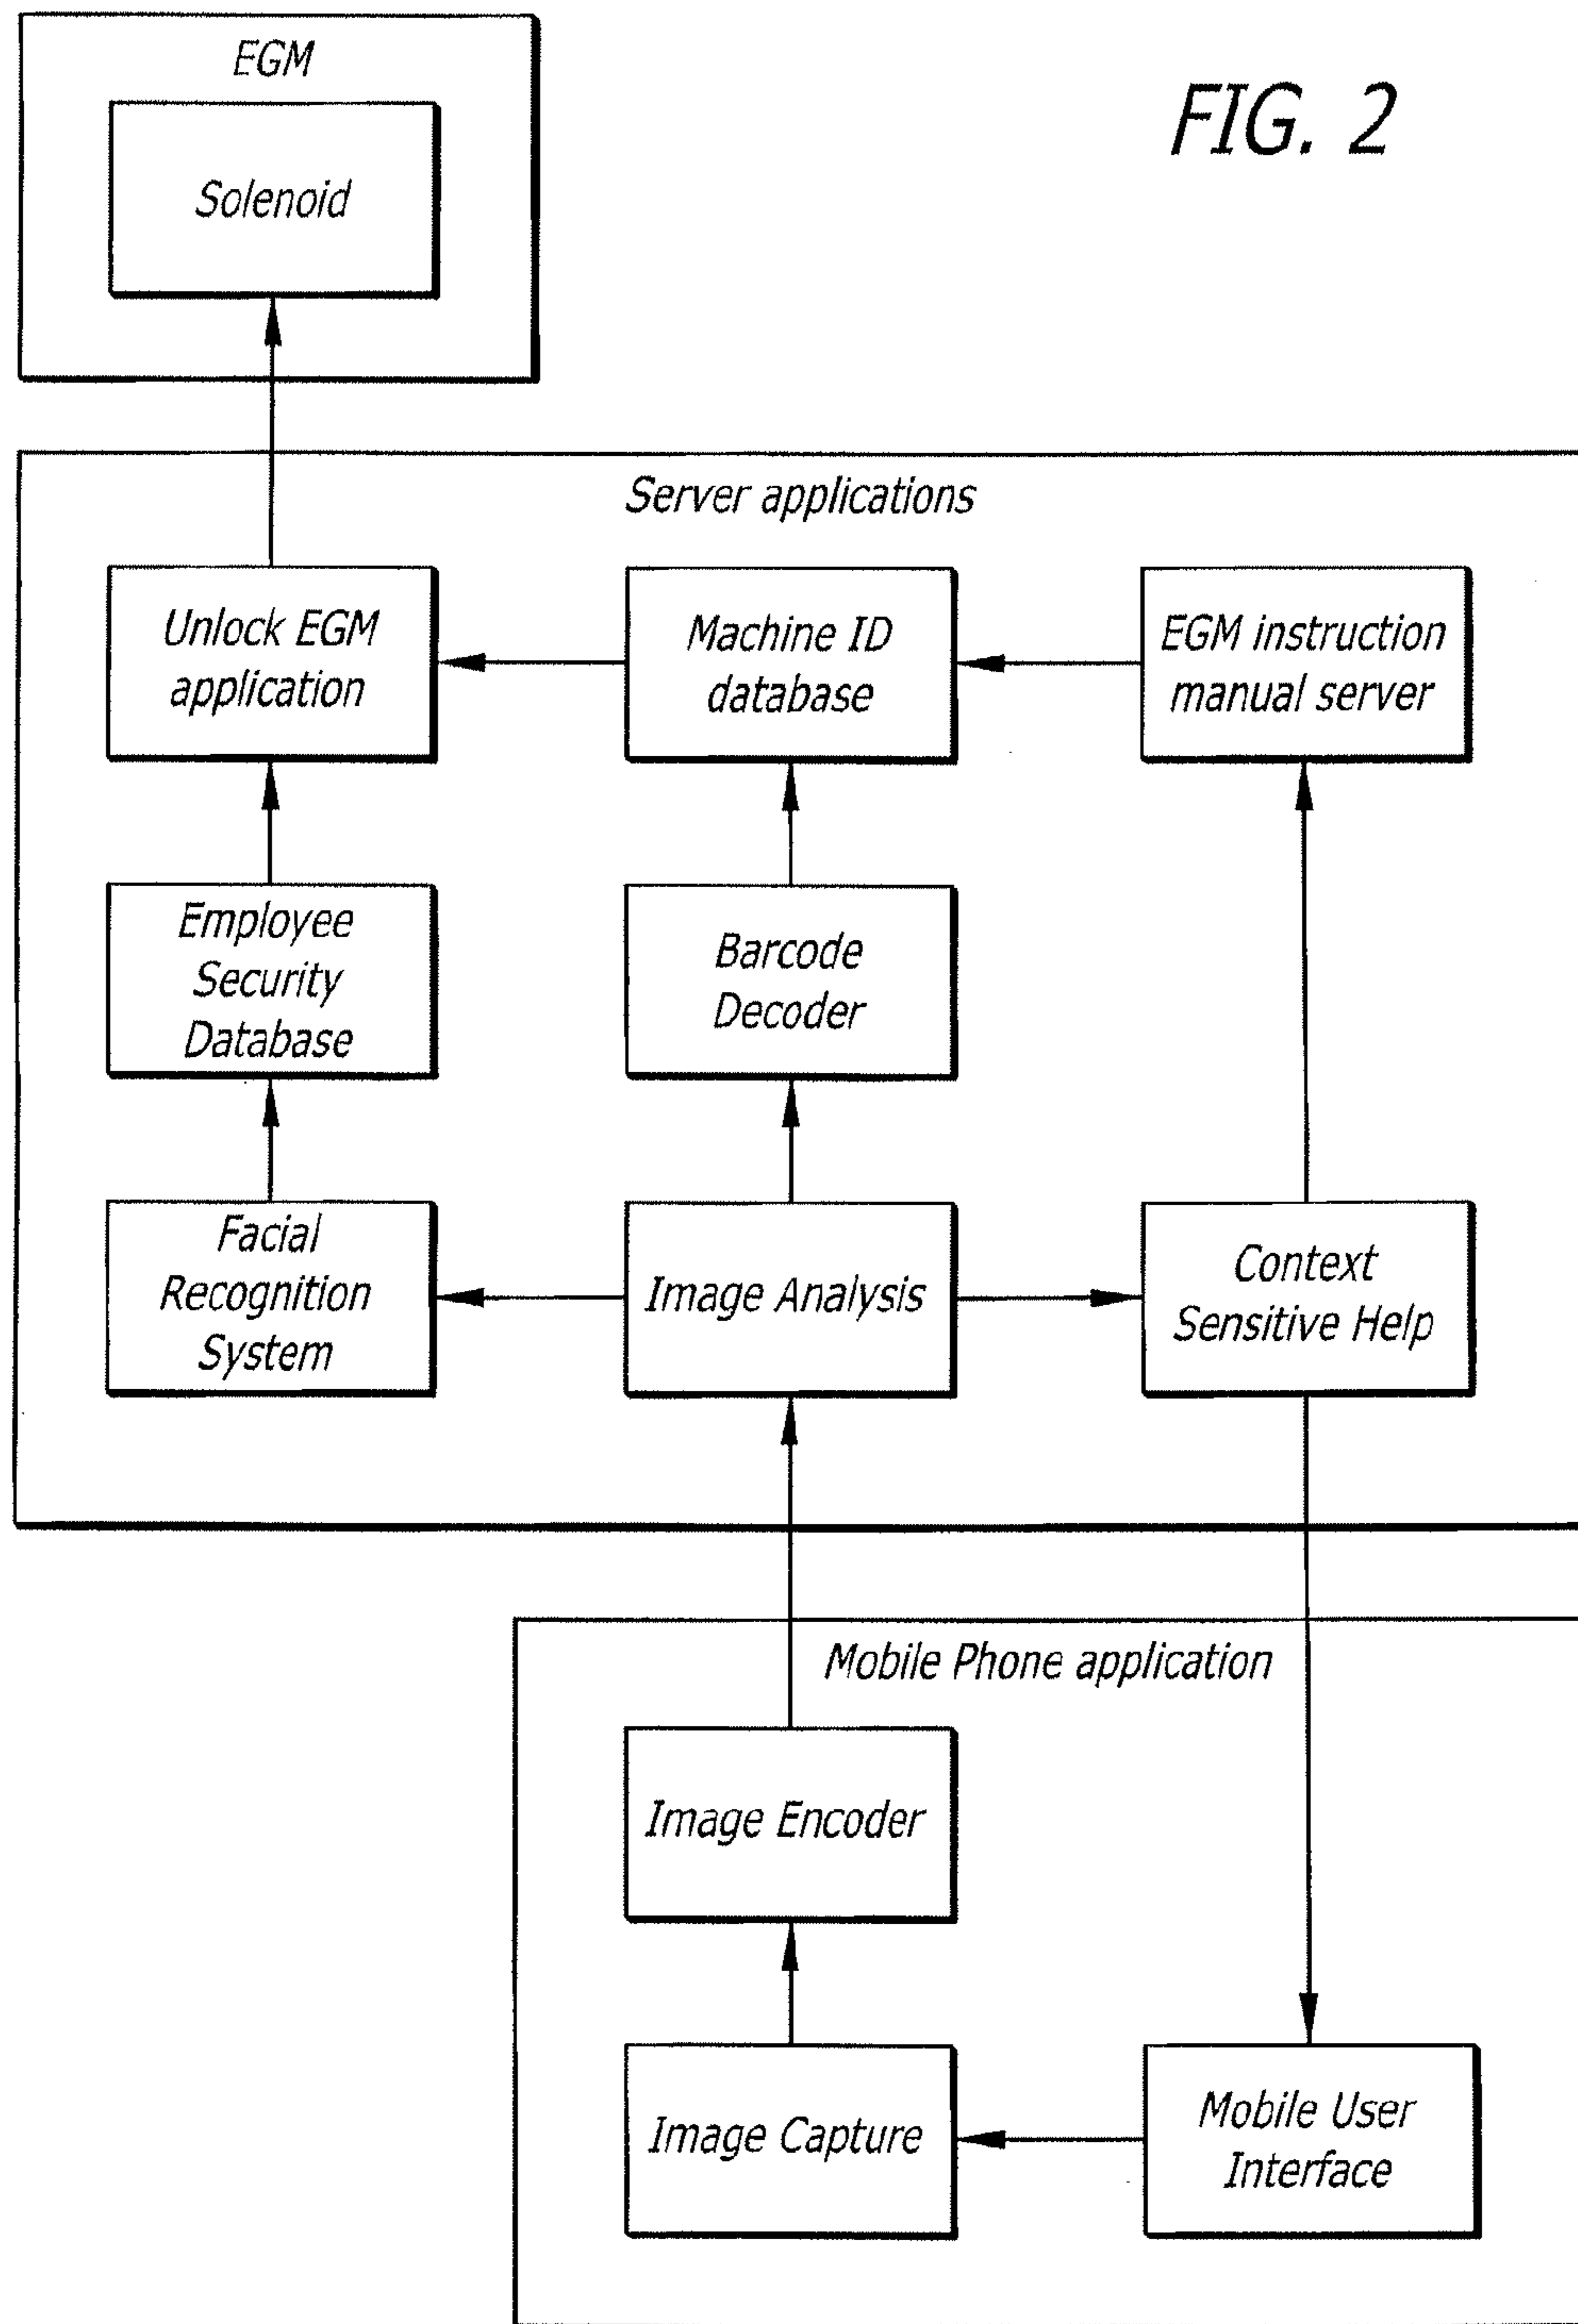 EGM
FIG. 2
Solenoid
Server applications
Unlock EGM
application
Machine ID
database
EGM instruction
manual server
Employee
Security
Database
Barcode
Decoder
Facial
Recognition
System
Image Analysis
Context
Sensitive Help
Mobile Phone application
Image Encoder
Image Capture
Mobile User
Interface